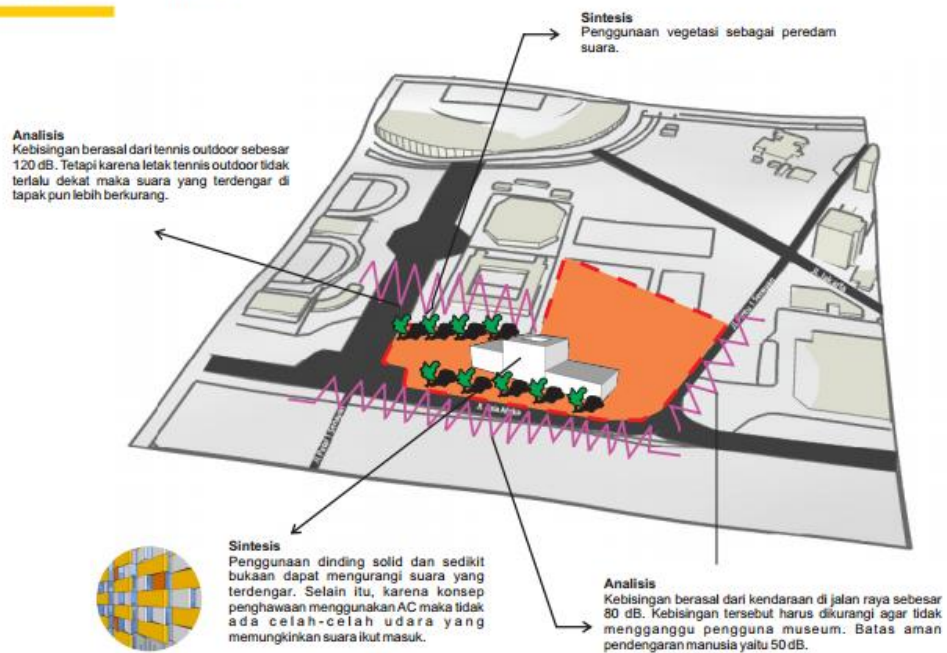 Sintesis
Penggunaan vegetasi sebagai peredam
suara.
Analisis
Kebisingan berasal dari tennis outdoor sebesar
120 dB. Tetapi karena letak tennis outdoor tidak
terlalu dekat maka suara yang terdengar di
tapak pun lebih berkurang.
Sintesis
Penggunaan dinding solid dan sedikit
bukaan dapat mengurangi suara yang
terdengar. Selain itu, karena konsep
penghawaan menggunakan AC maka tidak
ada celah-celah udara yang
memungkinkan suara ikut masuk.
Analisis
Kebisingan berasal dari kendaraan di jalan raya sebesar
80 dB. Kebisingan tersebut harus dikurangi agar tidak
mengganggu pengguna museum. Batas aman
pendengaran manusia yaitu 50 dB.